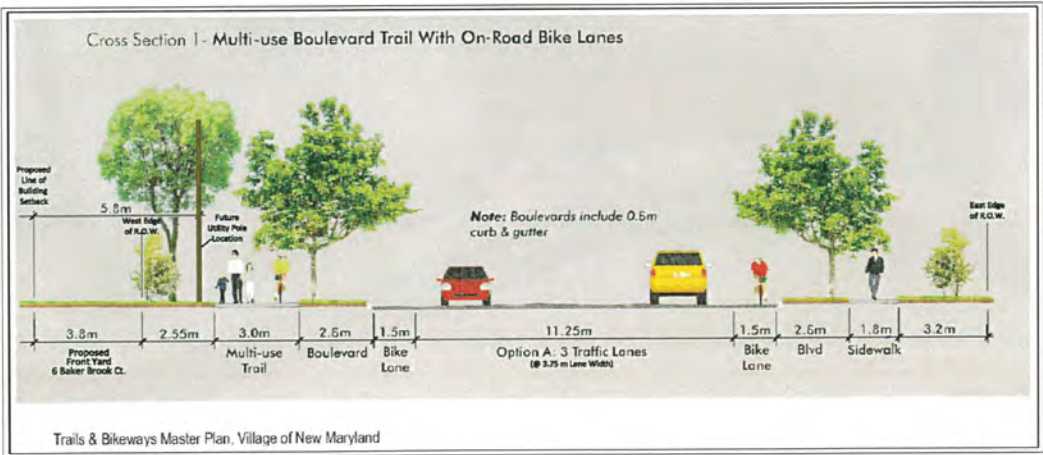 Cross Section 1- Multi-use Boulevard Trail With On-Road Bike Lanes
Proposed
Line of
Building
Setback
5.8m
West Edge
of R.O.W.
Future
Utility Pole
Location
Note: Boulevards include 0.5m
curb & gutter
East Edge
of R.O.W.
3.8m
2.55m
3.0m
2.6m
1.5m
11.25m
1.5m
2.6m
1.8m
3.2m
Proposed
Front Yard
6 Baker Brook Ct.
Multi-use
Trail
Boulevard
Bike
Lane
Option A: 3 Traffic Lanes
(@ 3.75 m Lane Width)
Bike
Lane
Blvd
Sidewalk
Trails & Bikeways Master Plan, Village of New Maryland